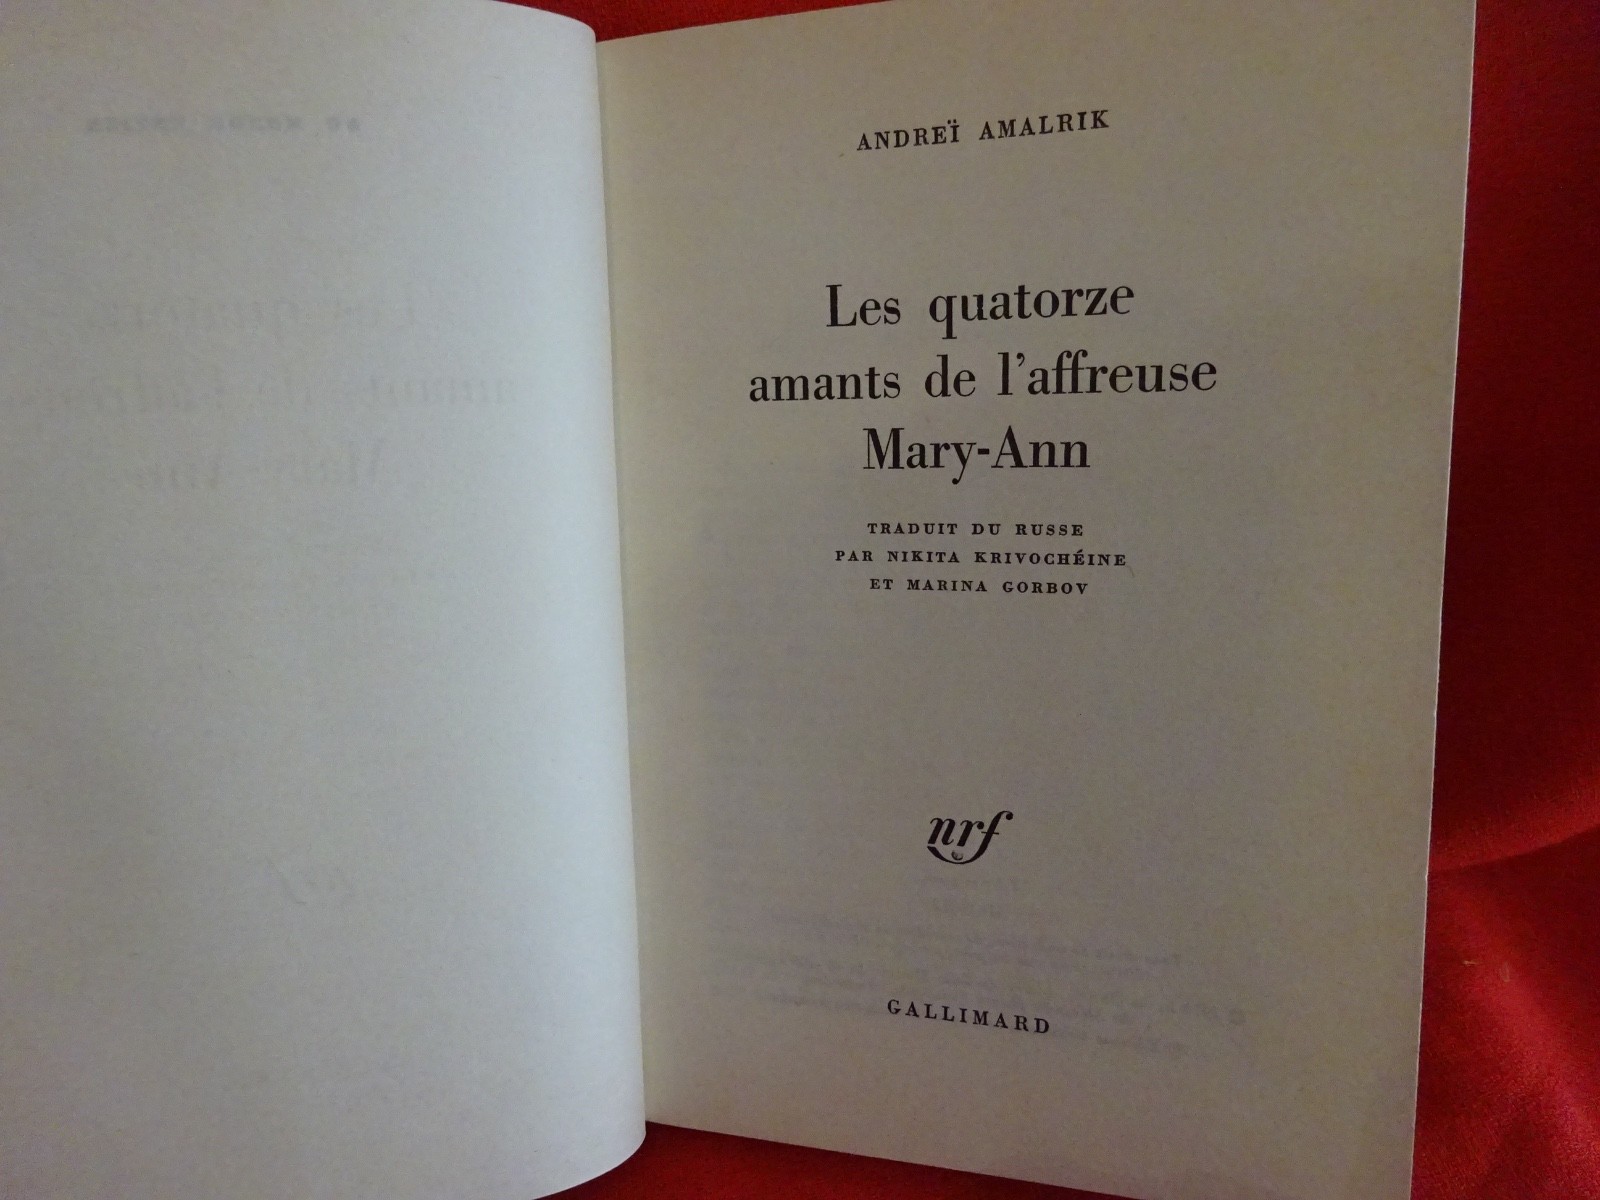 ANDREÏ AMALRIK
Les quatorze
amants de l'affreuse
Mary-Ann
TRADUIT DU RUSSE
PAR NIKITA KRIVOCHÉINE
ET MARINA GORBOV
nrf
GALLIMARD